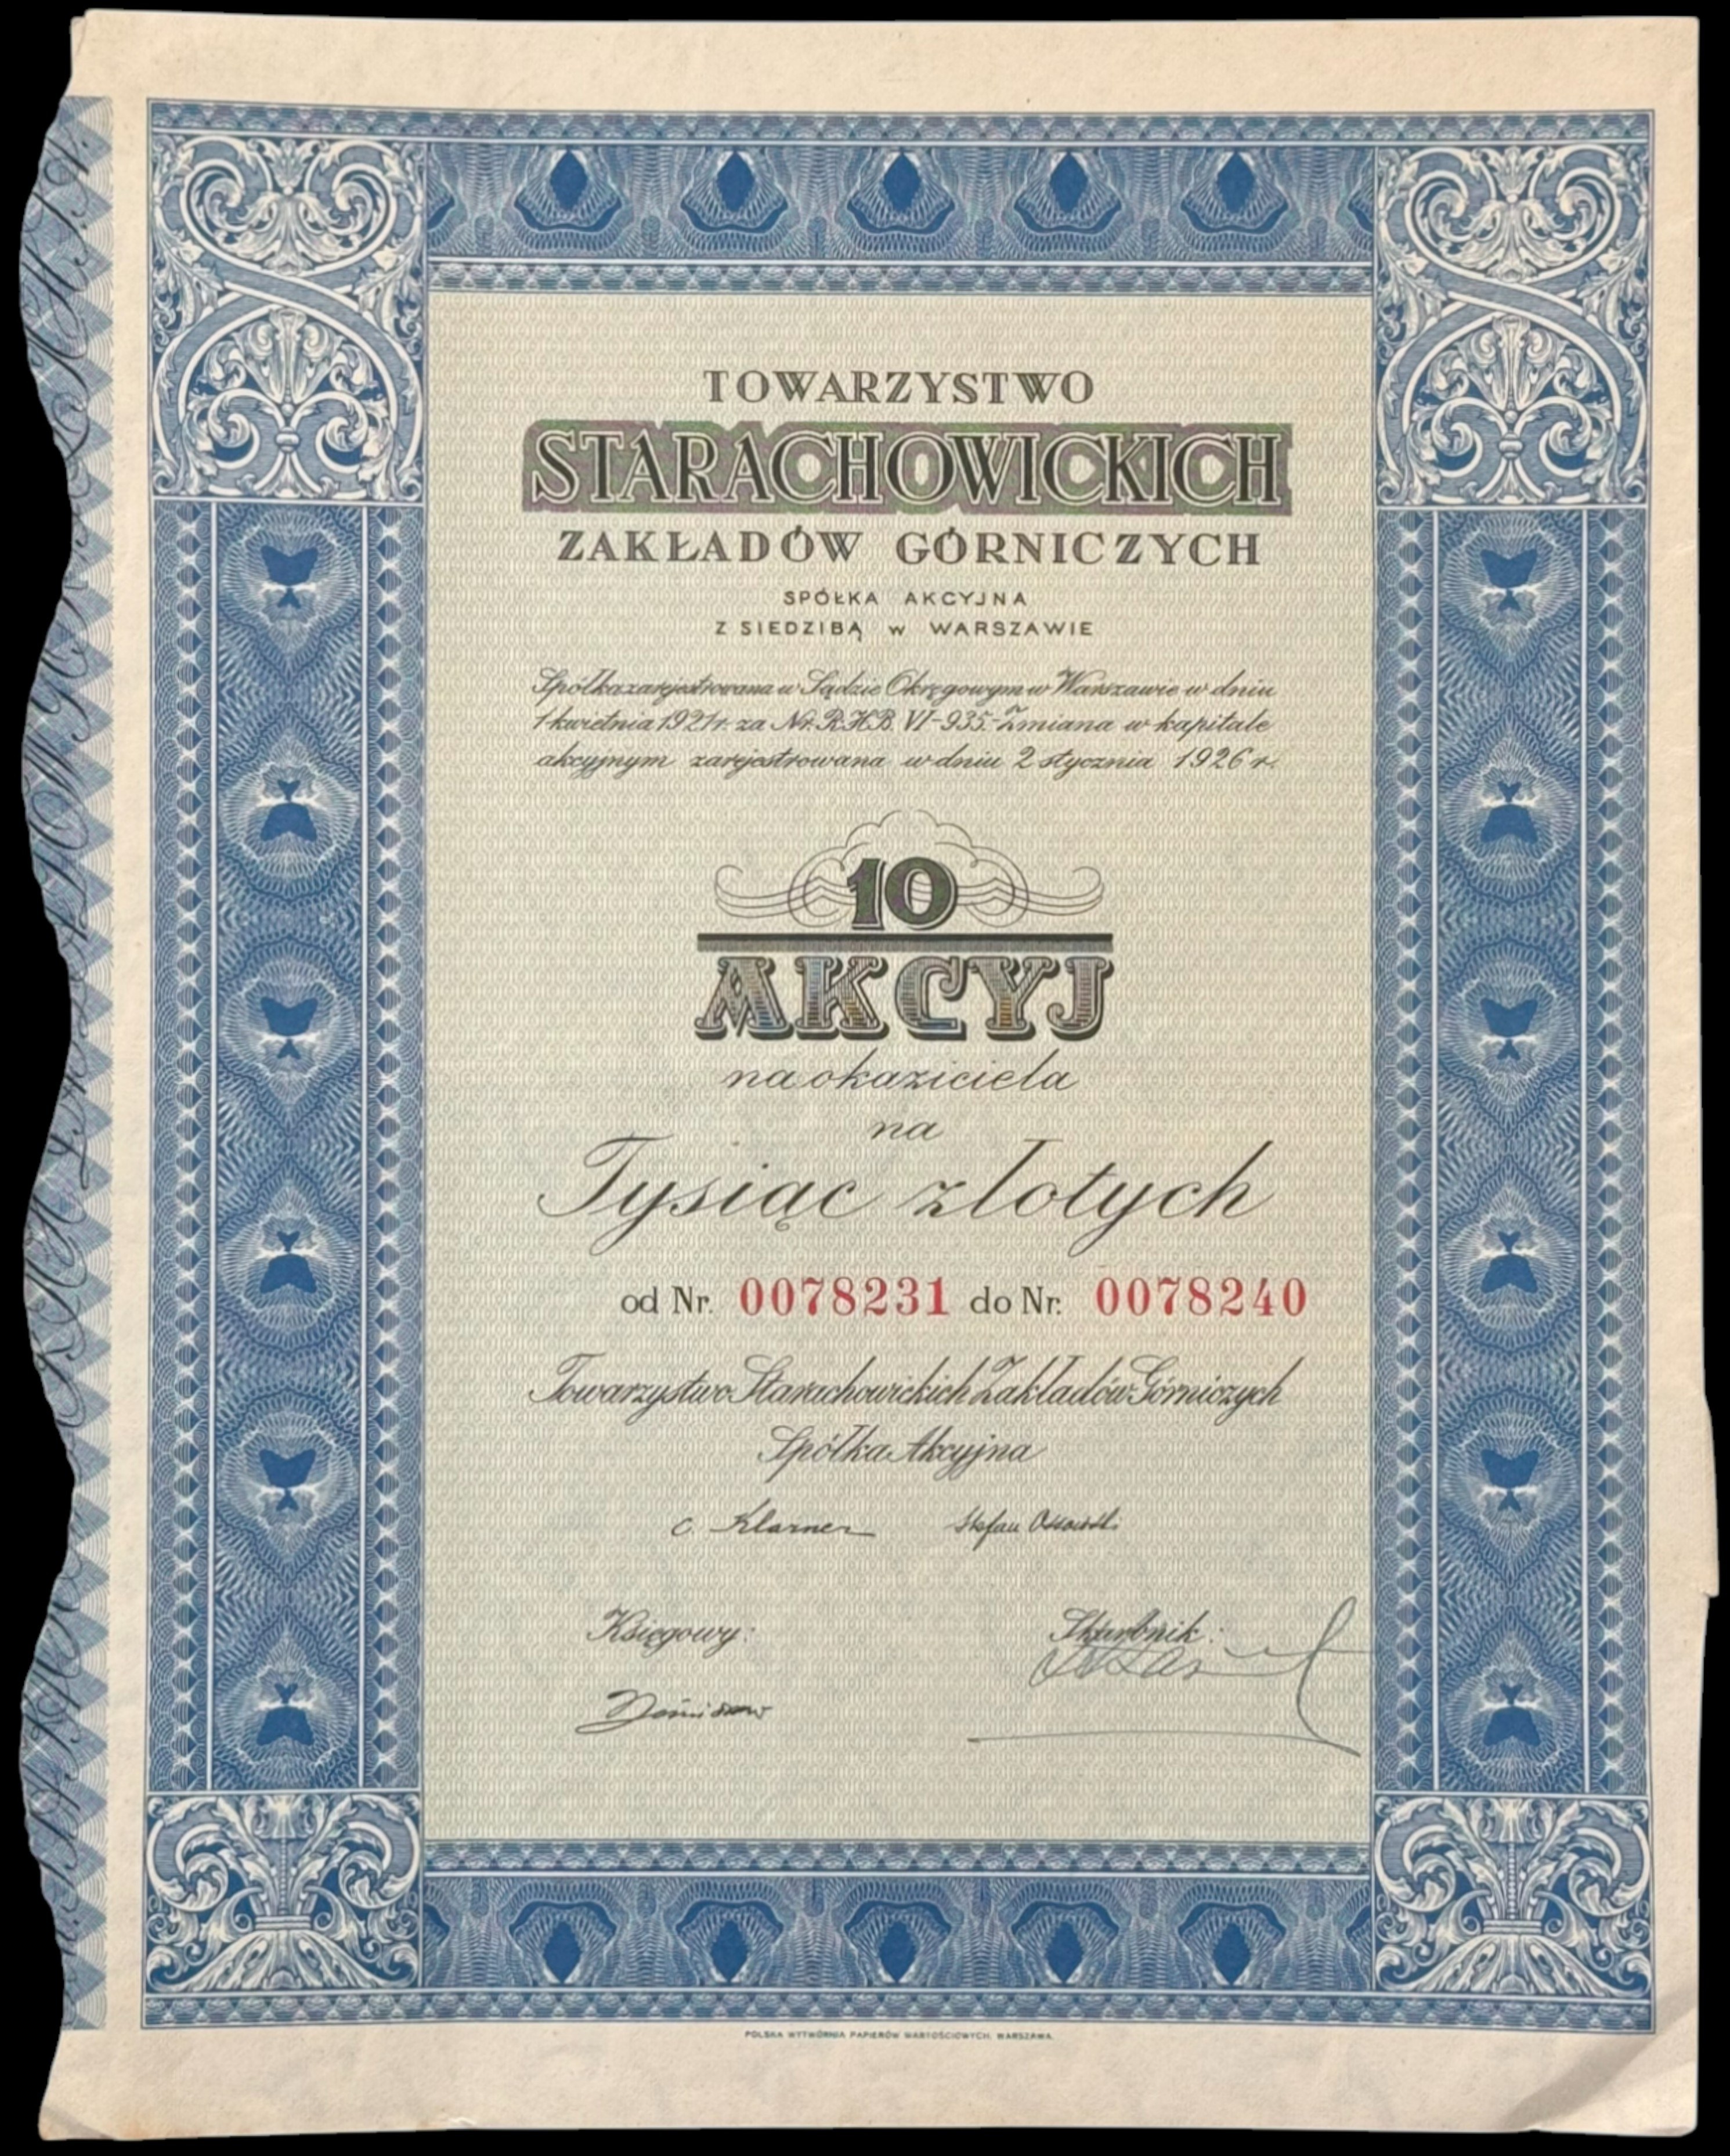 TOWARZYSTWO
STARACHOWICKICH
ZAKŁADÓW GÓRNICZYCH
SPÓŁKA AKCYJNA
Z SIEDZIBĄ w WARSZAWIE
Spółka zarejestrowana w Sądzie Okręgowym w Warszawie w dniu
1 kwietnia 1921 r. za Nr. R.H.B. VI-935.- Zmiana w kapitale
akcyjnym zarejestrowana w dniu 2 stycznia 1926 r.
10
AKCYJ
na okaziciela
na
Tysiąc złotych
od Nr. 0078231 do Nr. 0078240
Towarzystwo Starachowickich Zakładów Górniczych
Spółka Akcyjna
C. Klarner Stefan Ossowski
Księgowy: Skarbnik:
POLSKA WYTWÓRNIA PAPIERÓW WARTOŚCIOWYCH. WARSZAWA.